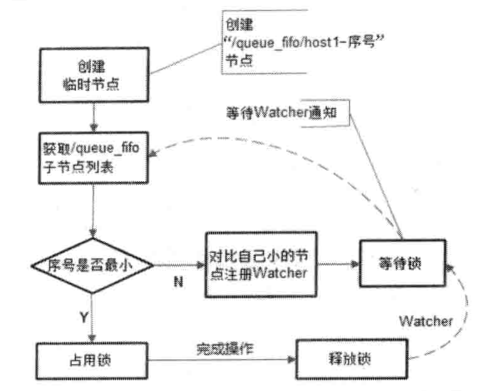 创建
“/queue_fifo/host1-序号”
节点
创建
临时节点
等待Watcher通知
获取/queue_fifo
子节点列表
序号是否最小
N
对比自己小的节
点注册Watcher
等待锁
Y
Watcher
占用锁
完成操作
释放锁